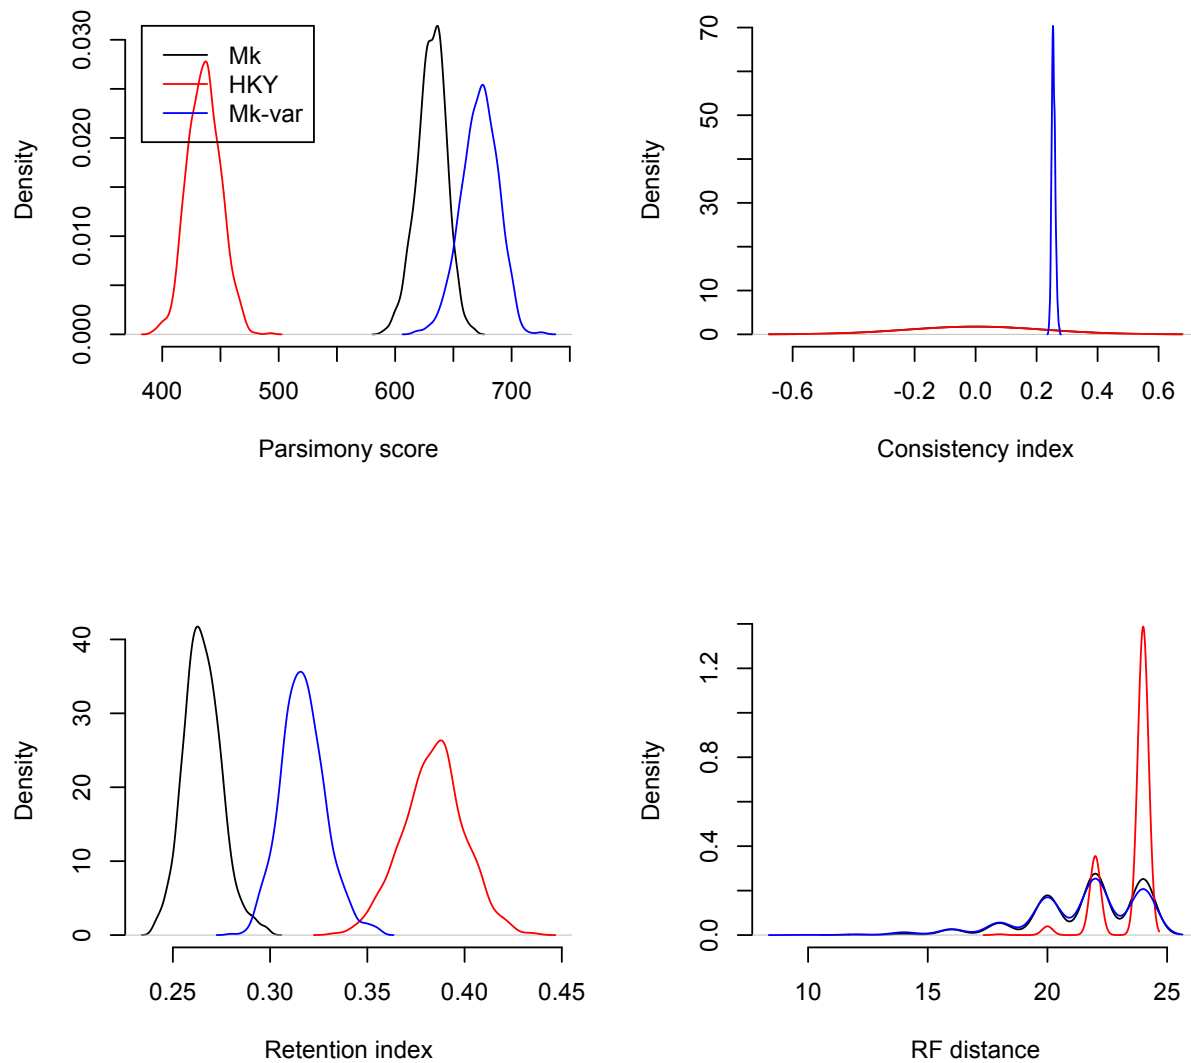 Mk
HKY
Mk-var
Density
0.000 0.010 0.020 0.030
400 500 600 700
Parsimony score
Density
0 10 30 50 70
-0.6 -0.2 0.0 0.2 0.4 0.6
Consistency index
Density
0 10 20 30 40
0.25 0.30 0.35 0.40 0.45
Retention index
Density
0.0 0.4 0.8 1.2
10 15 20 25
RF distance